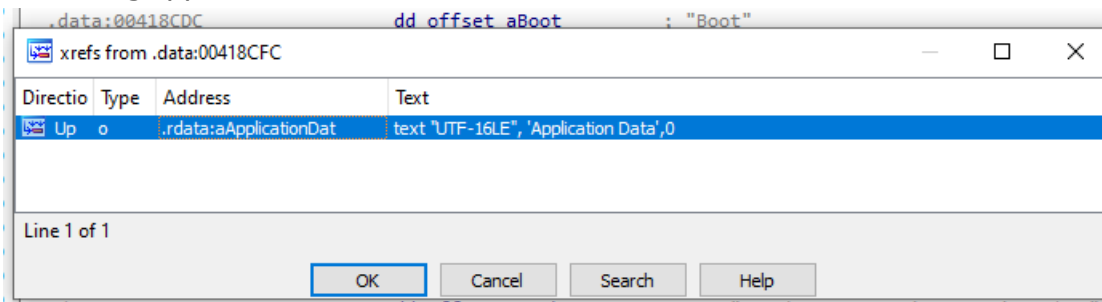 .data:00418CDC dd offset aBoot ; "Boot"
xrefs from .data:00418CFC
Directio Type Address Text
Up o .rdata:aApplicationDat text "UTF-16LE", 'Application Data',0
Line 1 of 1
OK Cancel Search Help